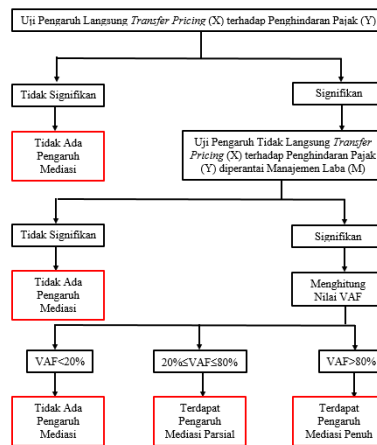 Uji Pengaruh Langsung Transfer Pricing (X) terhadap Penghindaran Pajak (Y)
Tidak Signifikan
Signifikan
Tidak Ada
Pengaruh
Mediasi
Uji Pengaruh Tidak Langsung Transfer
Pricing (X) terhadap Penghindaran Pajak
(Y) diperantai Manajemen Laba (M)
Tidak Signifikan
Signifikan
Tidak Ada
Pengaruh
Mediasi
Menghitung
Nilai VAF
VAF<20%
20%≤VAF≤80%
VAF>80%
Tidak Ada
Pengaruh
Mediasi
Terdapat
Pengaruh
Mediasi Parsial
Terdapat
Pengaruh
Mediasi Penuh